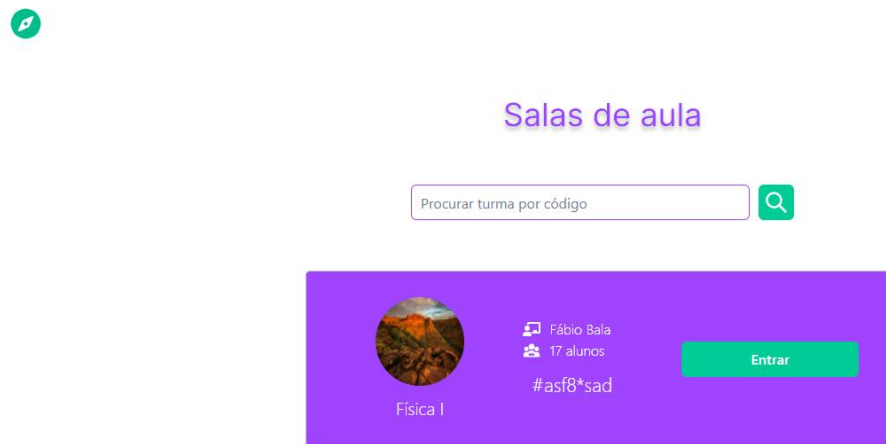 Salas de aula
Procurar turma por código
Fábio Bala
17 alunos
#asf8*sad
Física I
Entrar